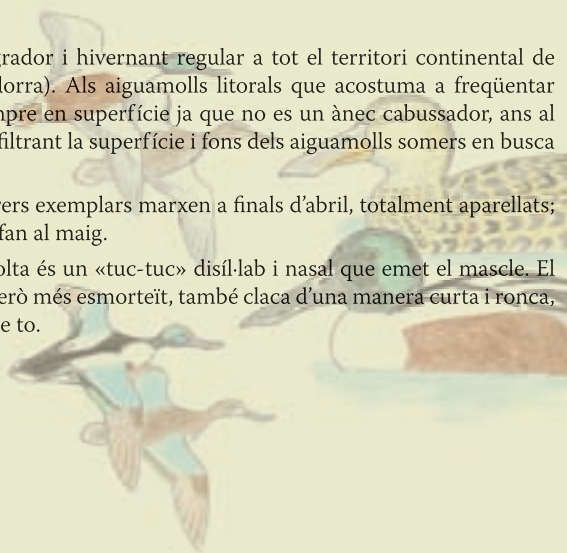 grador i hivernant regular a tot el territori continental de
dorra). Als aiguamolls litorals que acostuma a freqüentar
mpre en superfície ja que no es un ànec cabussador, ans al
filtrant la superfície i fons dels aiguamolls somers en busca
rers exemplars marxen a finals d’abril, totalment aparellats;
fan al maig.
olta és un «tuc-tuc» disíl·lab i nasal que emet el mascle. El
erò més esmorteït, també claca d’una manera curta i ronca,
e to.